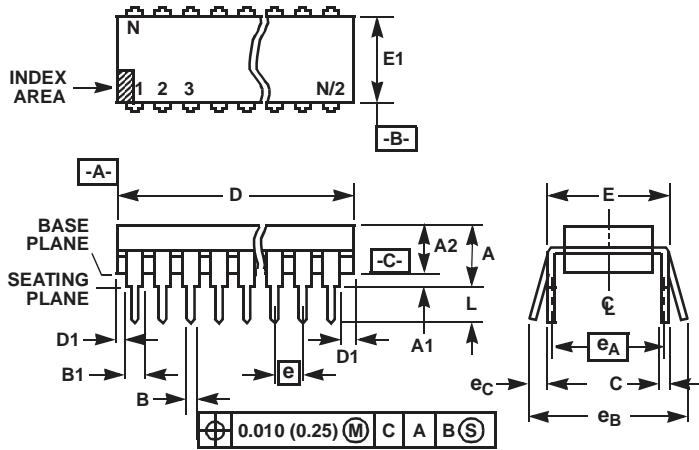 N
E1
INDEX
AREA
1 2 3 N/2
-B-
-A-
D
E
BASE
PLANE
A2
A
-C-
SEATING
PLANE
L
C
L
D1
A1
D1
eA
B1
e
eC
C
B
eB
0.010 (0.25) M C A B S